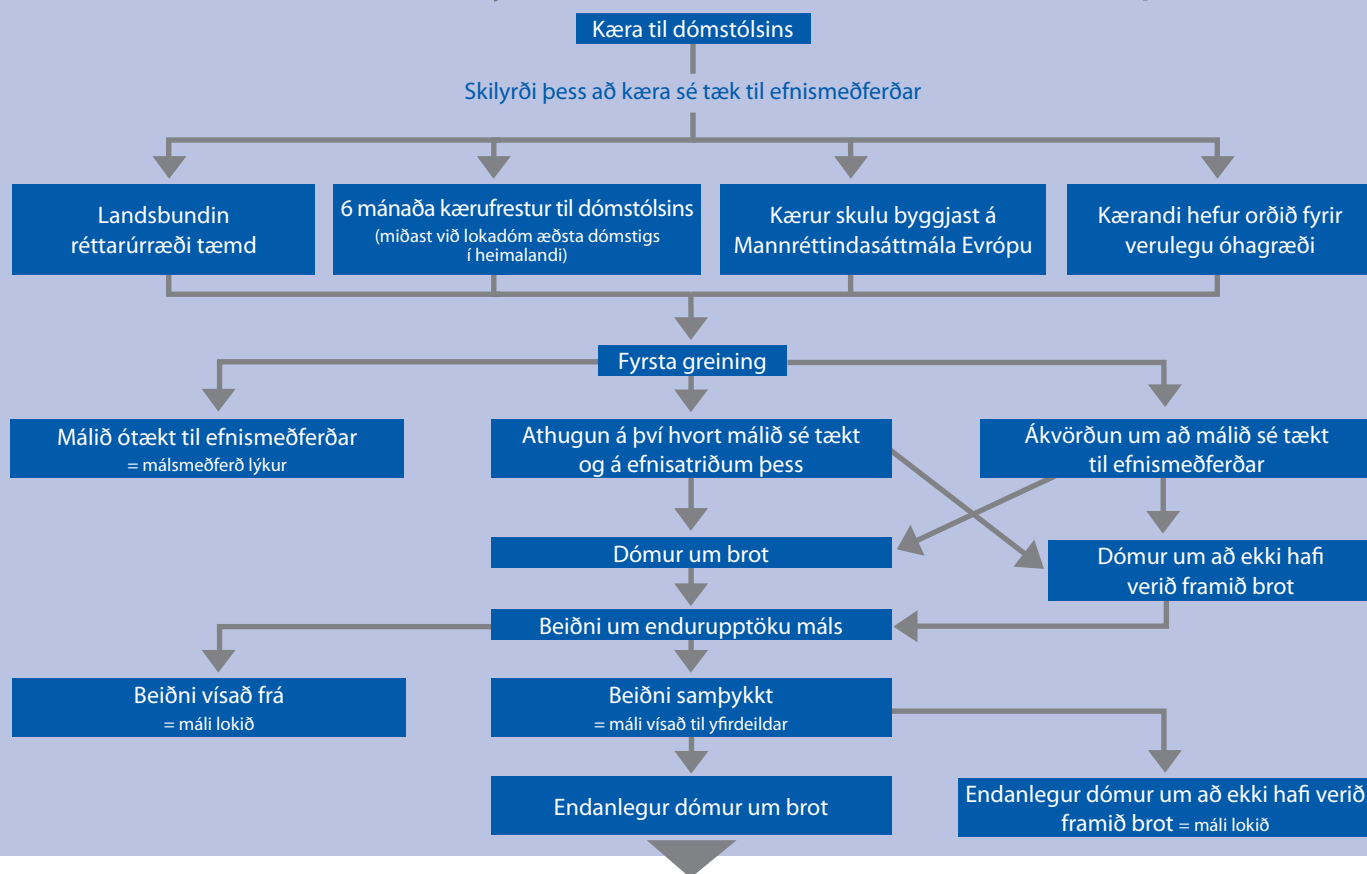 Kæra til dómstólsins
Skilyrði þess að kæra sé tæk til efnismeðferðar
Landsbundin
réttarúrræði tæmd
6 mánaða kærufrestur til dómstólsins
(miðast við lokadóm æðsta dómstigs
í heimalandi)
Kærur skulu byggjast á
Mannréttindasáttmála Evrópu
Kærandi hefur orðið fyrir
verulegu óhagræði
Fyrsta greining
Málið ótækt til efnismeðferðar
= málsmeðferð lýkur
Athugun á því hvort málið sé tækt
og á efnisatriðum þess
Ákvörðun um að málið sé tækt
til efnismeðferðar
Dómur um brot
Dómur um að ekki hafi
verið framið brot
Beiðni um endurupptöku máls
Beiðni vísað frá
= máli lokið
Beiðni samþykkt
= máli vísað til yfirdeildar
Endanlegur dómur um brot
Endanlegur dómur um að ekki hafi verið
framið brot = máli lokið